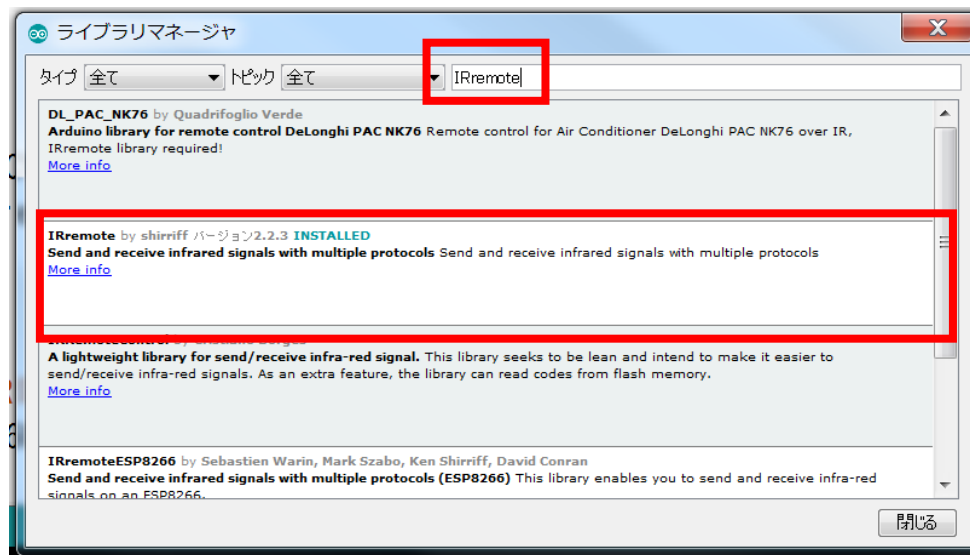 ライブラリマネージャ
タイプ 全て トピック 全て IRremote
DL_PAC_NK76 by Quadrifoglio Verde
Arduino library for remote control DeLonghi PAC NK76 Remote control for Air Conditioner DeLonghi PAC NK76 over IR,
IRremote library required!
More info
IRremote by shirriff バージョン2.2.3 INSTALLED
Send and receive infrared signals with multiple protocols Send and receive infrared signals with multiple protocols
More info
A lightweight library for send/receive infra-red signal. This library seeks to be lean and intend to make it easier to
send/receive infra-red signals. As an extra feature, the library can read codes from flash memory.
More info
IRremoteESP8266 by Sebastien Warin, Mark Szabo, Ken Shirriff, David Conran
Send and receive infrared signals with multiple protocols (ESP8266) This library enables you to send and receive infra-red
signals on an ESP8266.
閉じる